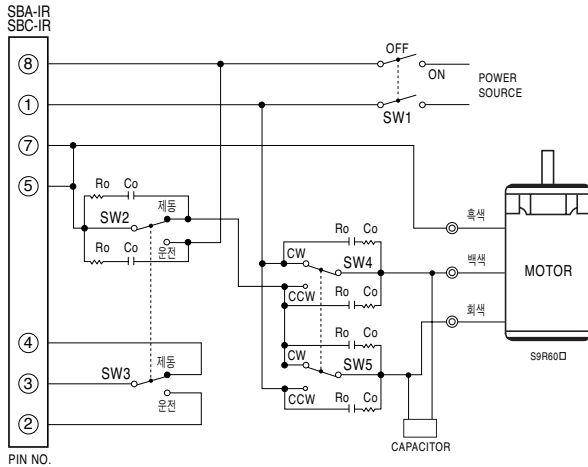 SBA-IR
SBC-IR
⑧
①
⑦
⑤
④
③
②
PIN NO.
OFF
ON
POWER
SOURCE
SW1
Ro Co
제동
SW2
Ro Co
운전
Ro Co
CW
SW4
CCW
Ro Co
Ro Co
CW
SW5
CCW
Ro Co
제동
SW3
운전
CAPACITOR
흑색
백색
회색
MOTOR
S9R60□